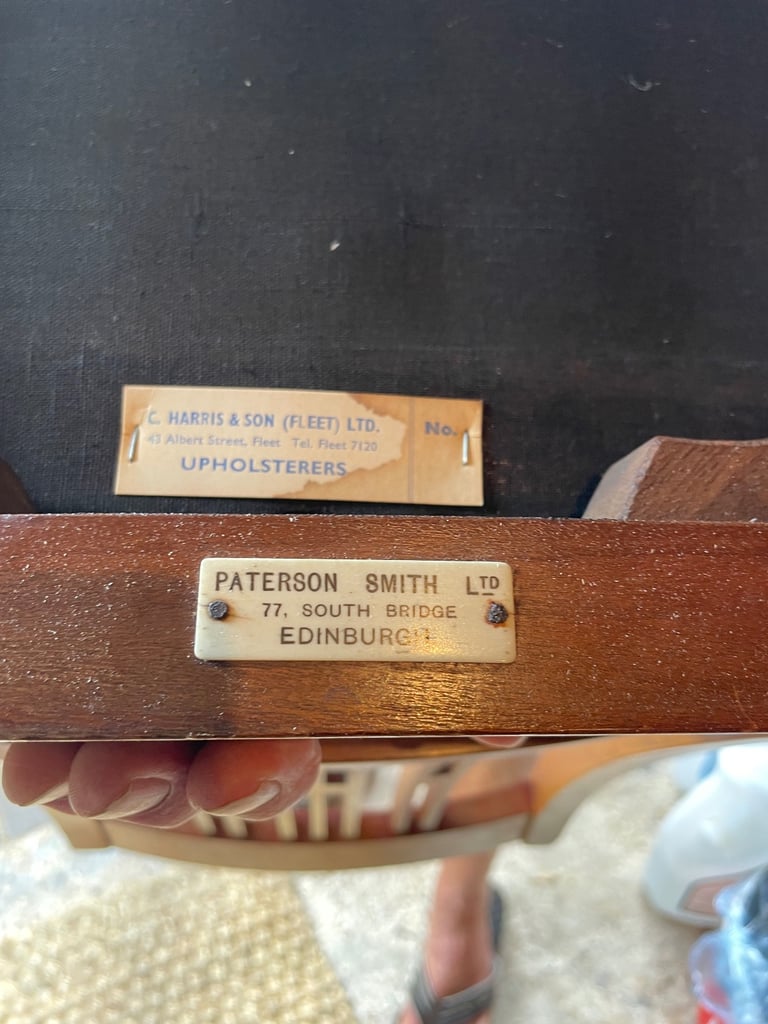 C. HARRIS & SON (FLEET) LTD.
43 Albert Street, Fleet Tel. Fleet 7120
UPHOLSTERERS
No.
PATERSON SMITH LTD
77, SOUTH BRIDGE
EDINBURGH